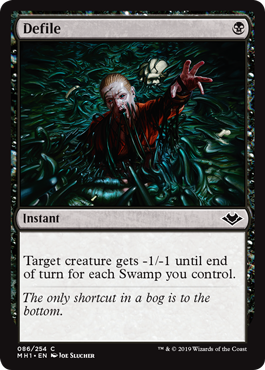 Defile
Instant
Target creature gets -1/-1 until end
of turn for each Swamp you control.
The only shortcut in a bog is to the
bottom.
086/254 C
MH1 • EN Joe Slucher
™ & © 2019 Wizards of the Coast